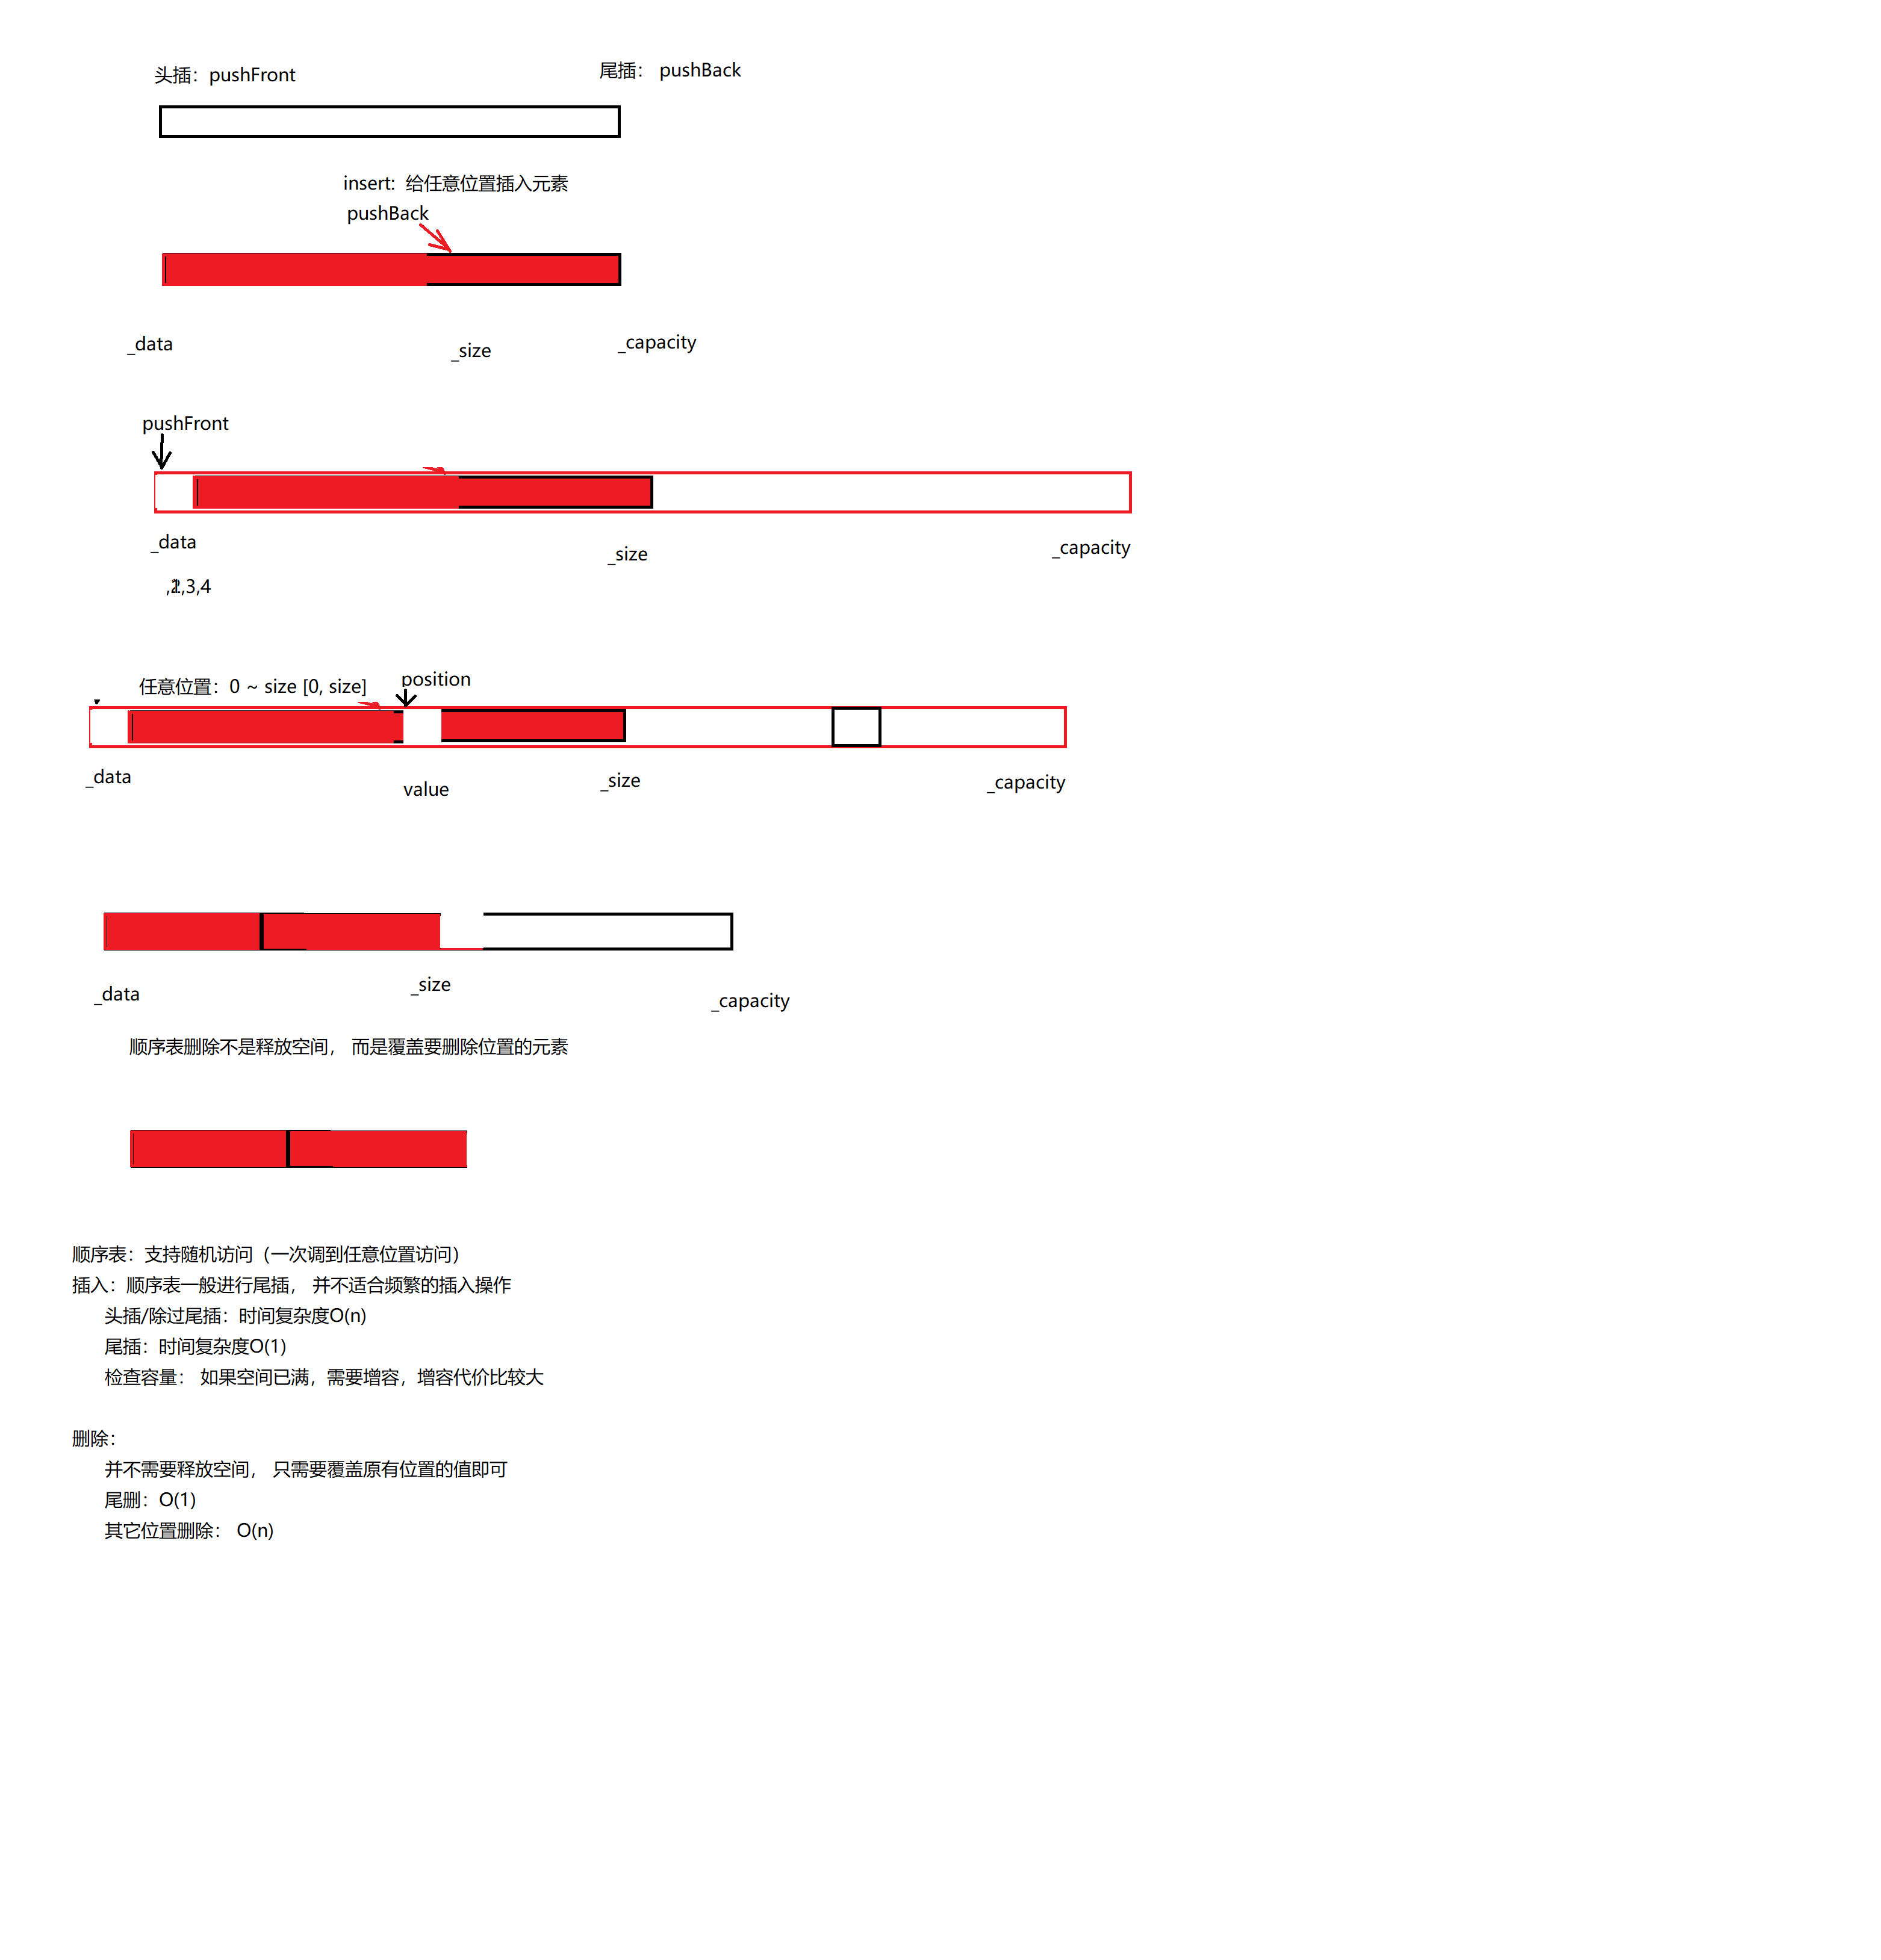 头插：pushFront
尾插： pushBack
insert: 给任意位置插入元素
pushBack
_data
_size
_capacity
pushFront
_data
_size
_capacity
,3,4
任意位置：0 ~ size [0, size]
position
_data
value
_size
_capacity
_data
_size
_capacity
顺序表删除不是释放空间， 而是覆盖要删除位置的元素
顺序表：支持随机访问（一次调到任意位置访问）
插入：顺序表一般进行尾插， 并不适合频繁的插入操作
头插/除过尾插：时间复杂度O(n)
尾插：时间复杂度O(1)
检查容量： 如果空间已满，需要增容，增容代价比较大
删除：
并不需要释放空间， 只需要覆盖原有位置的值即可
尾删：O(1)
其它位置删除： O(n)